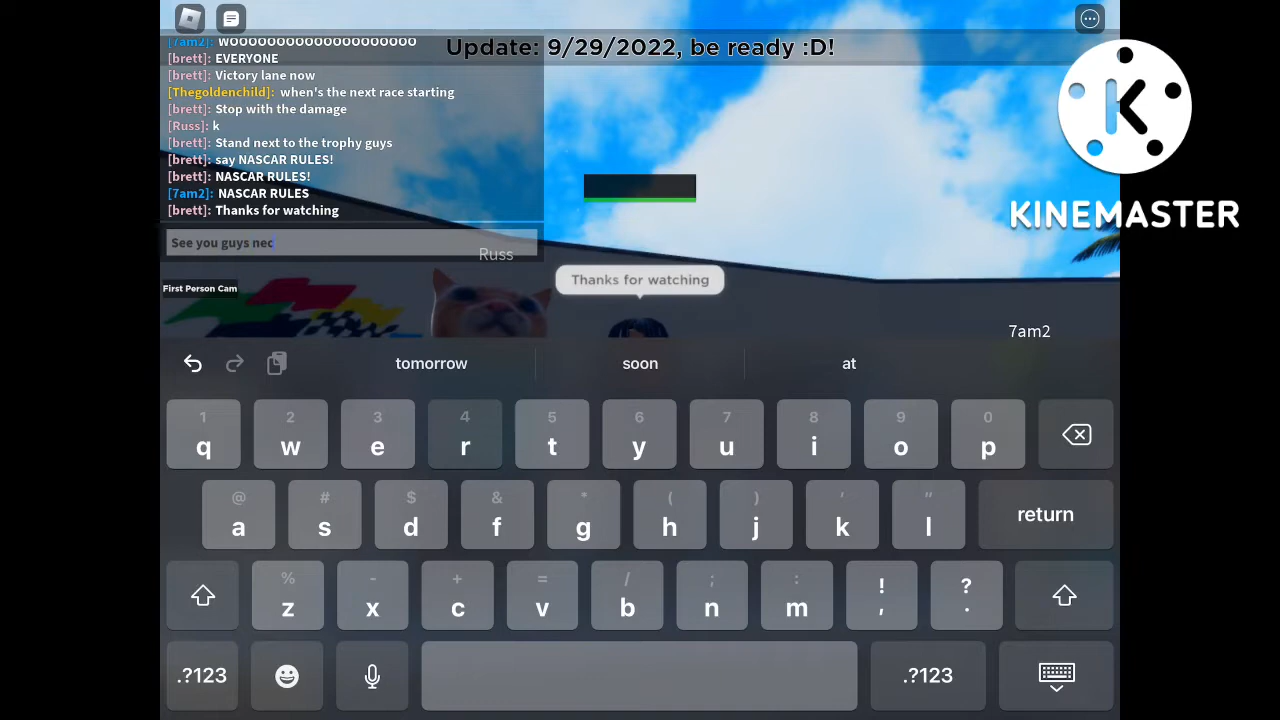 [7am2]: WOOOOOOOOOOOOOOOOOOO
Update: 9/29/2022, be ready :D!
[brett]: EVERYONE
[brett]: Victory lane now
[Thegoldenchild]: when's the next race starting
[brett]: Stop with the damage
[Russ]: k
[brett]: Stand next to the trophy guys
[brett]: say NASCAR RULES!
[brett]: NASCAR RULES!
[7am2]: NASCAR RULES
[brett]: Thanks for watching
K
KINEMASTER
See you guys nec
Russ
Thanks for watching
First Person Cam
7am2
tomorrow soon at
1 2 3 4 5 6 7 8 9 0
q w e r t y u i o p
@ # $ & * ( ) ' "
a s d f g h j k l return
% - + = / ; : ! ?
z x c v b n m , .
.?123 .?123